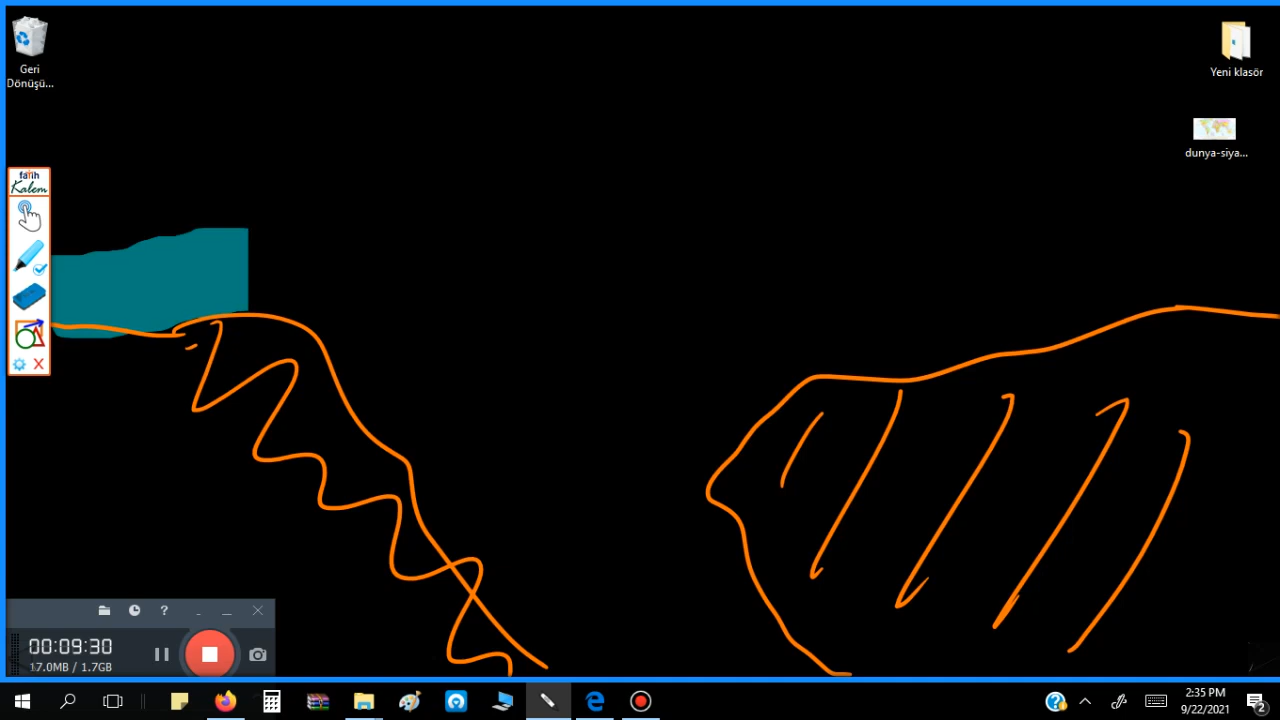 Geri
Dönüşü...
Yeni klasör
dunya-siya...
fatih
Kalem
00:09:30
17.0MB / 1.7GB
2:35 PM
9/22/2021
2